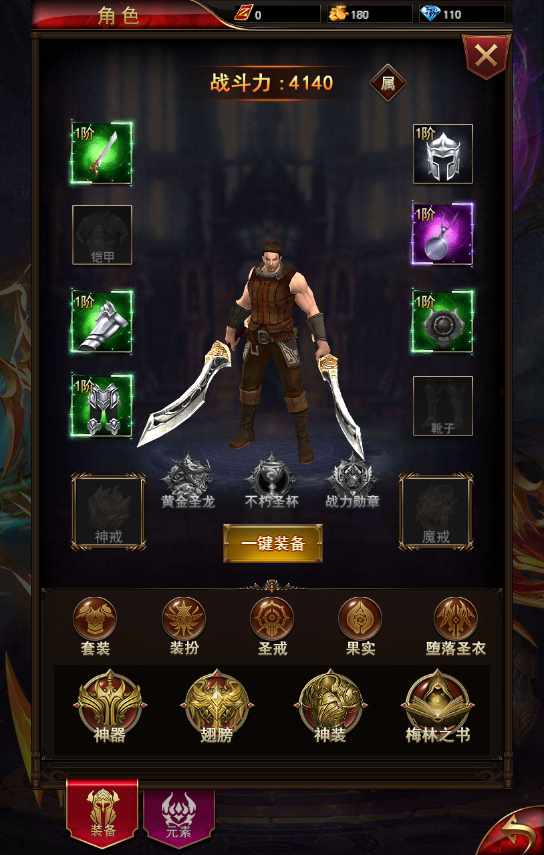 角色
0
180
110
战斗力:4140
属
1阶
1阶
铠甲
1阶
1阶
1阶
1阶
靴子
黄金圣龙
不朽圣杯
战力勋章
神戒
魔戒
一键装备
套装
装扮
圣戒
果实
堕落圣衣
神器
翅膀
神装
梅林之书
装备
元素